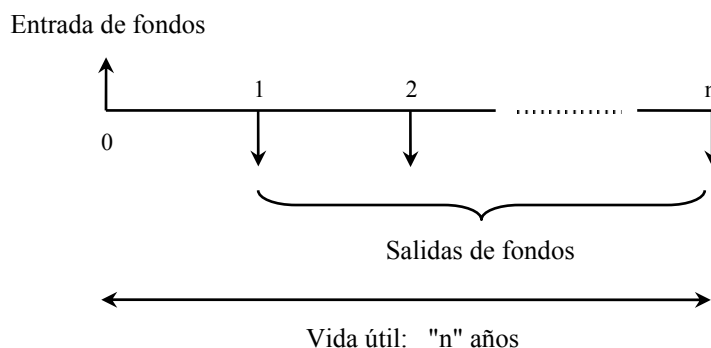 Entrada de fondos
1 2 n
0
Salidas de fondos
Vida útil: "n" años